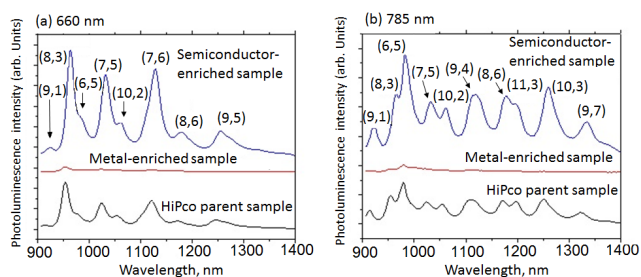 (a) 660 nm
Photoluminescence intensity (arb. Units)
(8,3)
(9,1)
(6,5)
(7,5)
(10,2)
(7,6)
(8,6)
(9,5)
Semiconductor-
enriched sample
Metal-enriched sample
HiPco parent sample
900 1000 1100 1200 1300 1400
Wavelength, nm
(b) 785 nm
Photoluminescence intensity (arb. Units)
(6,5)
(8,3)
(9,1)
(7,5)
(10,2)
(9,4)
(8,6)
(11,3)
(10,3)
(9,7)
Semiconductor-
enriched sample
Metal-enriched sample
HiPco parent sample
900 1000 1100 1200 1300 1400
Wavelength, nm